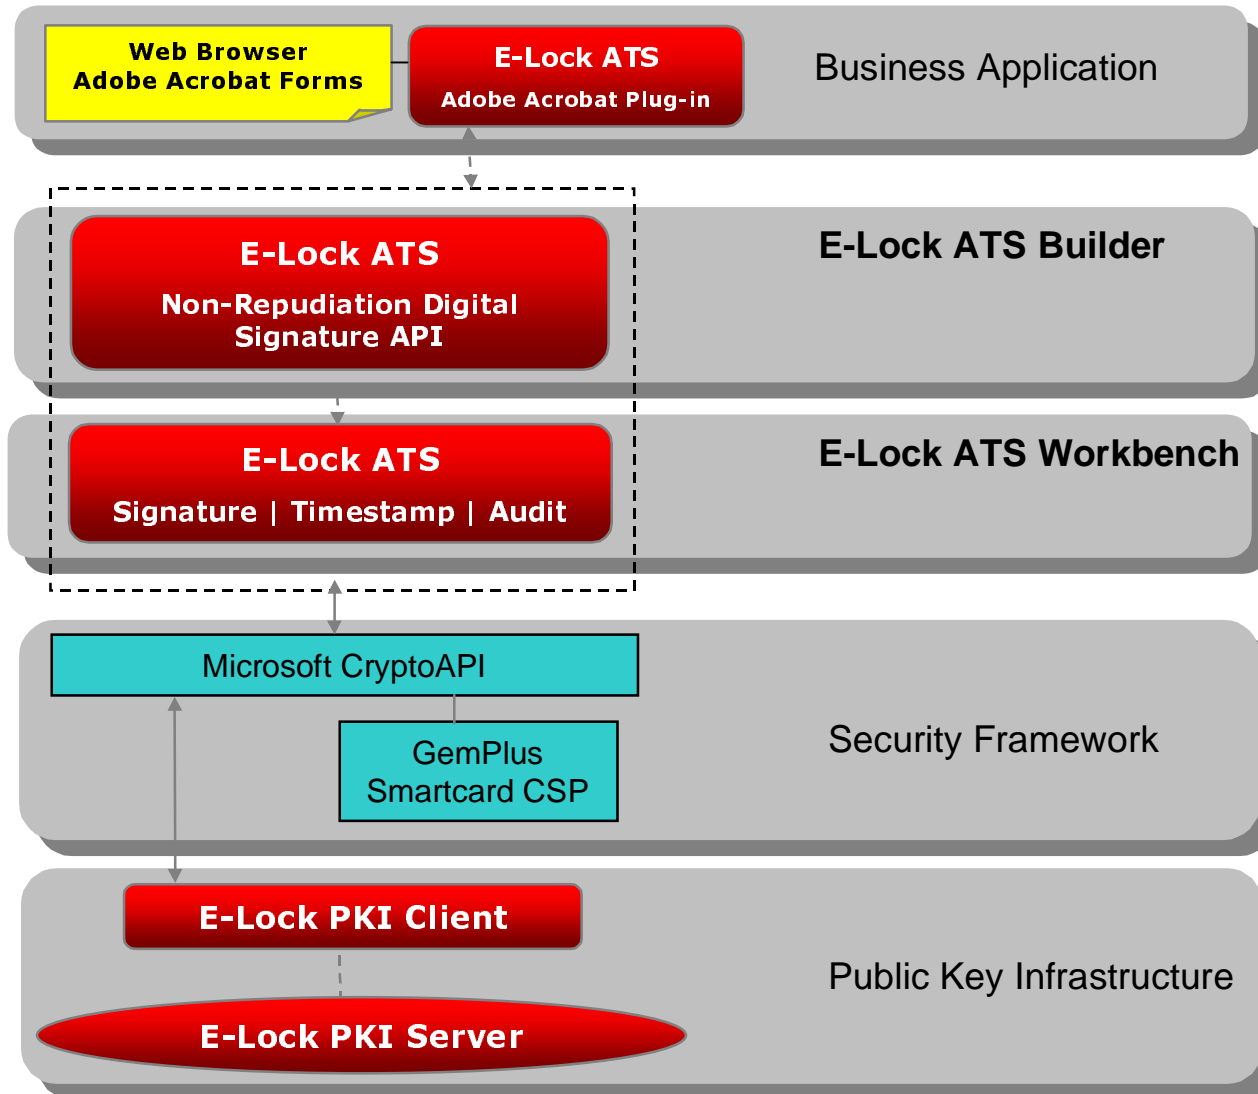 Web Browser
Adobe Acrobat Forms
E-Lock ATS
Adobe Acrobat Plug-in
Business Application
E-Lock ATS
Non-Repudiation Digital
Signature API
E-Lock ATS Builder
E-Lock ATS
Signature | Timestamp | Audit
E-Lock ATS Workbench
Microsoft CryptoAPI
GemPlus
Smartcard CSP
Security Framework
E-Lock PKI Client
E-Lock PKI Server
Public Key Infrastructure